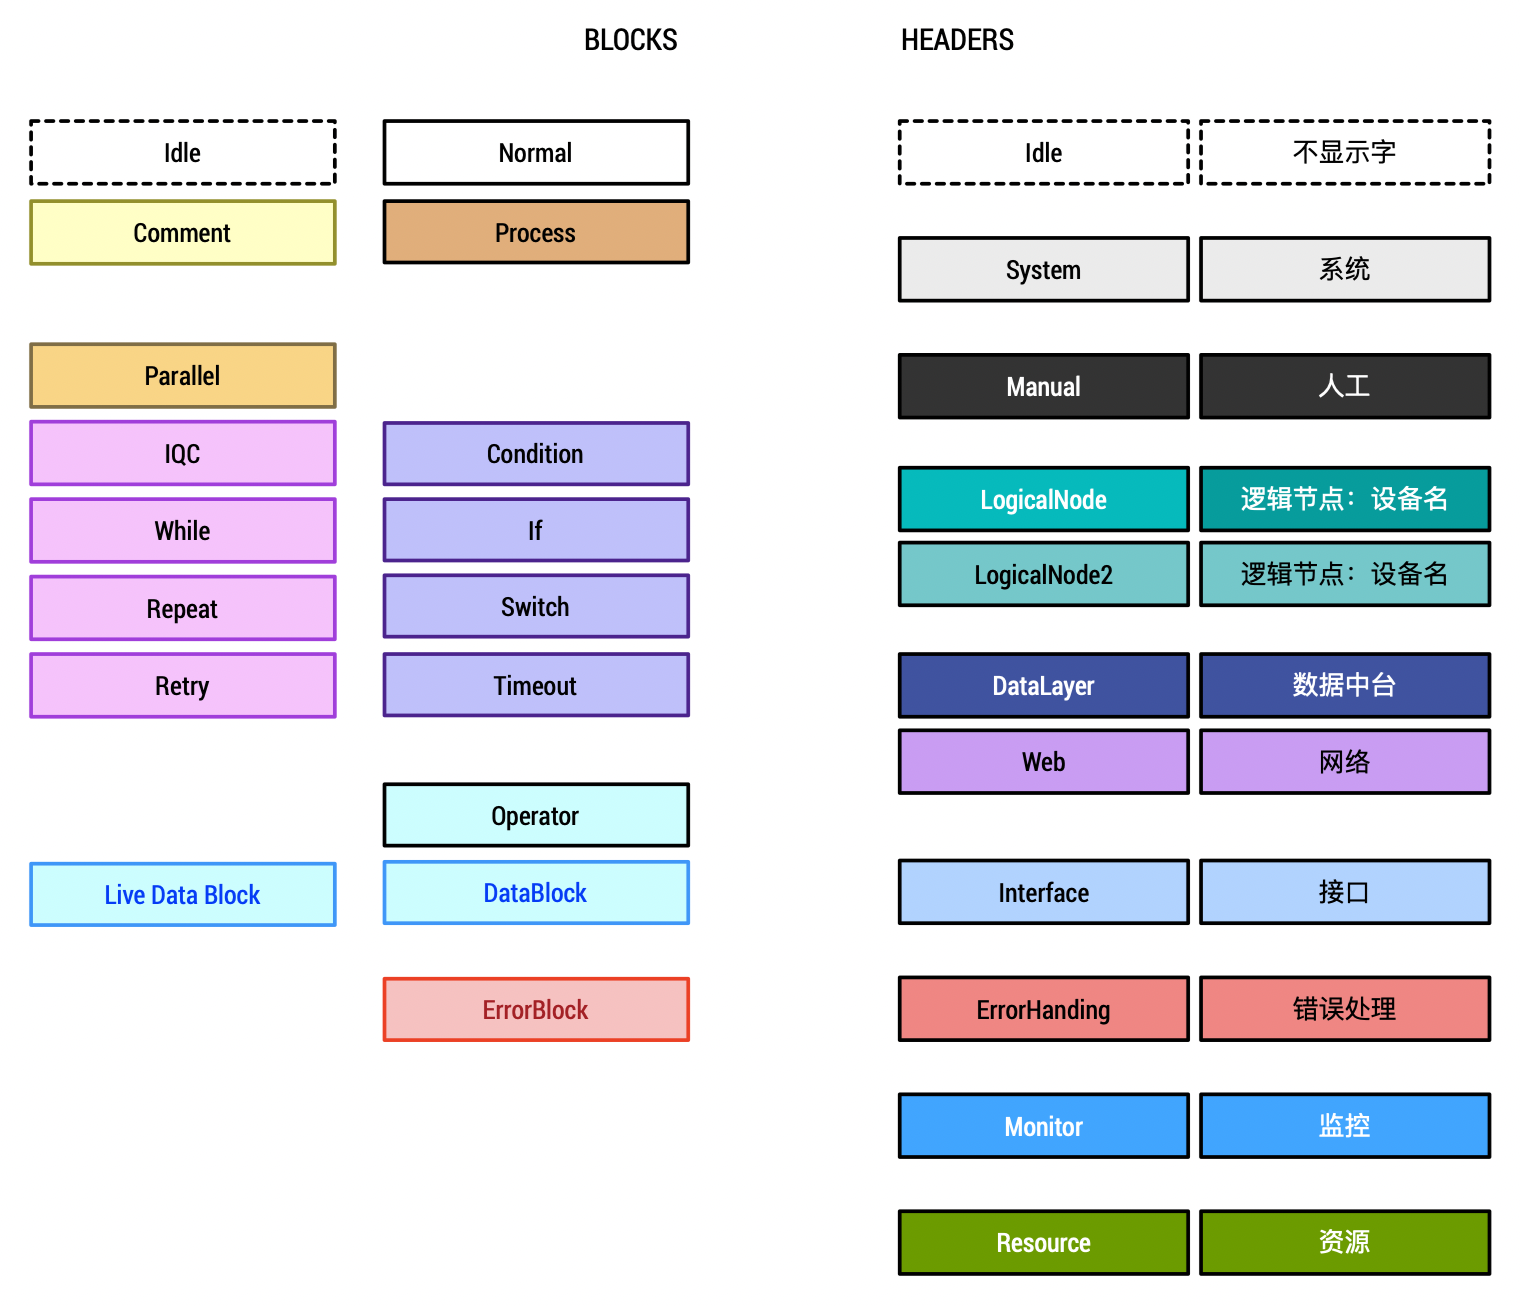 BLOCKS
HEADERS
Idle
Normal
Idle
不显示字
Comment
Process
System
系统
Parallel
Manual
人工
IQC
Condition
LogicalNode
逻辑节点：设备名
While
If
LogicalNode2
逻辑节点：设备名
Repeat
Switch
Retry
Timeout
DataLayer
数据中台
Web
网络
Operator
Live Data Block
DataBlock
Interface
接口
ErrorBlock
ErrorHanding
错误处理
Monitor
监控
Resource
资源